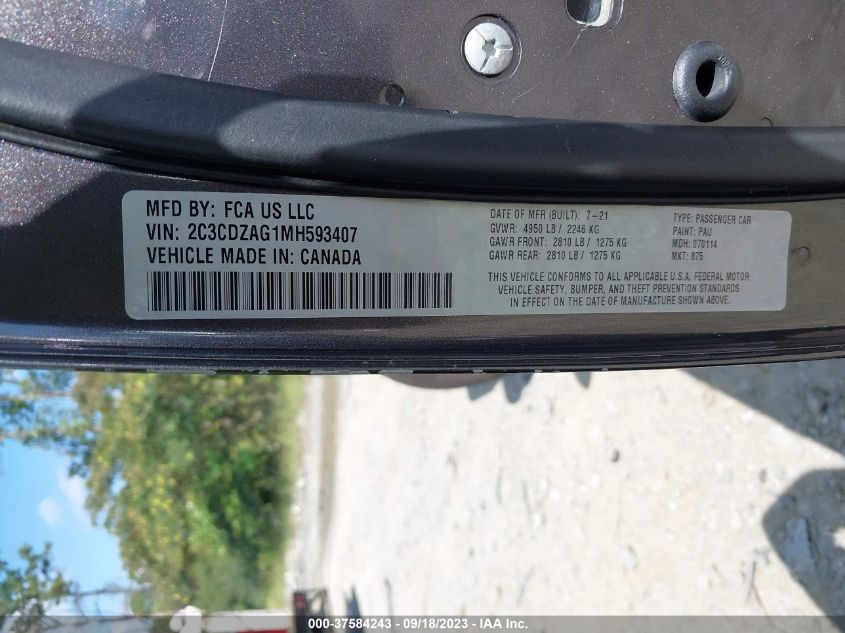 MFD BY: FCA US LLC
VIN: 2C3CDZAG1MH593407
VEHICLE MADE IN: CANADA
DATE OF MFR (BUILT): 7-21
GVWR: 4950 LB / 2246 KG
GAWR FRONT: 2810 LB / 1275 KG
GAWR REAR: 2810 LB / 1275 KG
TYPE: PASSENGER CAR
PAINT: PAU
MDH: 070114
MKT: 875
THIS VEHICLE CONFORMS TO ALL APPLICABLE U.S.A. FEDERAL MOTOR
VEHICLE SAFETY, BUMPER, AND THEFT PREVENTION STANDARDS
IN EFFECT ON THE DATE OF MANUFACTURE SHOWN ABOVE.
000-37584243 - 09/18/2023 - IAA Inc.